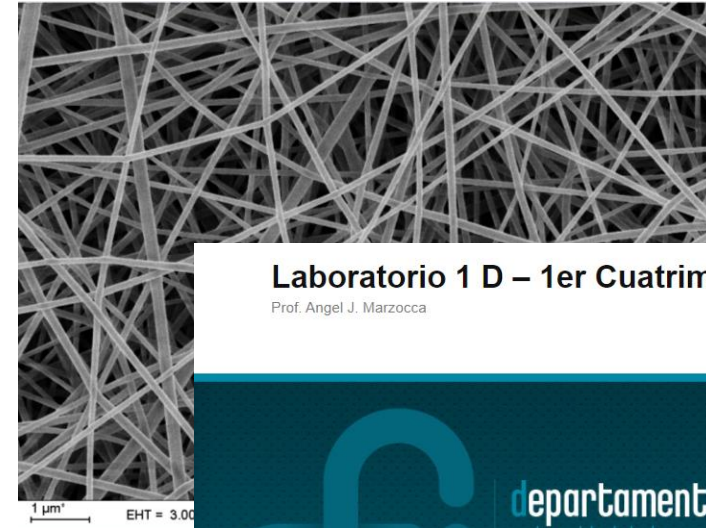 Laboratorio 1 D – 1er Cuatrim
Prof. Angel J. Marzocca
departament
1 µm*
EHT = 3.00